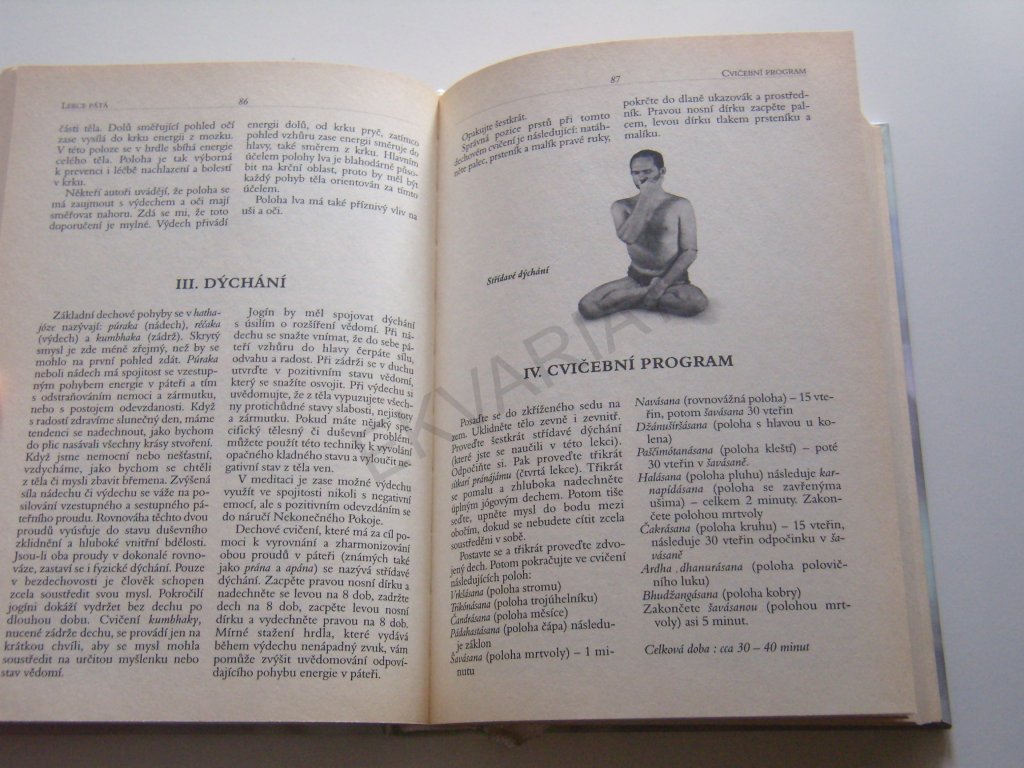 LEKCE PÁTÁ
86
části těla. Dolů směřující pohled očí
zase vysílá do krku energii z mozku.
V této poloze se v hrdle sbíhá energie
celého těla. Poloha je tak výborná
k prevenci i léčbě nachlazení a bolestí
v krku.
Někteří autoři uvádějí, že poloha se
má zaujmout s výdechem a oči mají
směřovat nahoru. Zdá se mi, že toto
doporučení je mylné. Výdech přivádí
energii dolů, od krku pryč, zatímco
pohled vzhůru zase energii směruje do
hlavy, také směrem z krku. Hlavním
účelem polohy lva je blahodárně půso-
bit na krční oblast, proto by měl být
každý pohyb těla orientován za tímto
účelem.
Poloha lva má také příznivý vliv na
uši a oči.
III. DÝCHÁNÍ
Základní dechové pohyby se v hatha-
józe nazývají: púraka (nádech), réčaka
(výdech) a kumbhaka (zádrž). Skrytý
smysl je zde méně zřejmý, než by se
mohlo na první pohled zdát. Púraka
neboli nádech má spojitost se vzestup-
ným pohybem energie v páteři a tím
s odstraňováním nemoci a zármutku,
nebo s postojem odevzdanosti. Když
s radostí zdravíme slunečný den, máme
tendenci se nadechnout, jako bychom
do plic nasávali všechny krásy stvoření.
Když jsme nemocní nebo nešťastní,
vzdycháme, jako bychom se chtěli
z těla či mysli zbavit břemena. Zvýšená
síla nádechu či výdechu se váže na po-
silování vzestupného a sestupného pá-
teřního proudu. Rovnováha těchto dvou
proudů vyúsťuje do stavu duševního
zklidnění a hluboké vnitřní bdělosti.
Jsou-li oba proudy v dokonalé rovno-
váze, zastaví se i fyzické dýchání. Pouze
v bezdechovosti je člověk schopen
zcela soustředit svou mysl. Pokročilí
jogíni dokáží vydržet bez dechu po
dlouhou dobu. Cvičení kumbhaky,
nucené zádrže dechu, se provádí jen na
krátkou chvíli, aby se mysl mohla
soustředit na určitou myšlenku nebo
stav vědomí.
Jogín by měl spojovat dýchání
s úsilím o rozšíření vědomí. Při ná-
dechu se snažte vnímat, že do sebe pá-
teří vzhůru do hlavy čerpáte sílu,
odvahu a radost. Při zádrži se v duchu
utvrďte v pozitivním stavu vědomí,
který se snažíte osvojit. Při výdechu si
uvědomujte, že z těla vypuzujete všech-
ny protichůdné stavy slabosti, nejistoty
a zármutku. Pokud máte nějaký spe-
cifický tělesný či duševní problém,
můžete použít této techniky k vyvolání
opačného kladného stavu a vyloučit ne-
gativní stav z těla ven.
V meditaci je zase možné výdechu
využít ve spojitosti nikoli s negativní
emocí, ale s pozitivním odevzdáním se
do náručí Nekonečného Pokoje.
Dechové cvičení, které má za cíl po-
moci k vyrovnání a zharmonizování
obou proudů v páteři (známých také
jako prána a apána) se nazývá střídavé
dýchání. Zacpěte pravou nosní dírku a
nadechněte se levou na 8 dob, zadržte
dech na 8 dob, zacpěte levou nosní
dírku a vydechněte pravou na 8 dob.
Mírné stažení hrdla, které vydává
během výdechu nenápadný zvuk, vám
pomůže zvýšit uvědomování odpoví-
dajícího pohybu energie v páteři.
87
CVIČEBNÍ PROGRAM
Opakujte šestkrát.
Správná pozice prstů při tomto
dechovém cvičení je následující: natáh-
něte palec, prsteník a malík pravé ruky,
pokrčte do dlaně ukazovák a prostřed-
ník. Pravou nosní dírku zacpěte pal-
cem, levou dírku tlakem prsteníku a
malíku.
Střídavé dýchání
IV. CVIČEBNÍ PROGRAM
Posaďte se do zkříženého sedu na
zem. Uklidněte tělo zevně i zevnitř.
Proveďte šestkrát střídavé dýchání
(které jste se naučili v této lekci).
Odpočiňte si. Pak proveďte třikrát
pránájámu (čtvrtá lekce). Třikrát
se pomalu a zhluboka nadechněte
úplným jógovým dechem. Potom tiše
seďte, upněte mysl do bodu mezi
obočím, dokud se nebudete cítit zcela
soustředěni v sobě.
Postavte se a třikrát proveďte zdvo-
jený dech. Potom pokračujte ve cvičení
následujících poloh:
Vrkšásana (poloha stromu)
Trikónásana (poloha trojúhelníku)
Čandrásana (poloha měsíce)
Pádahastásana (poloha čápa) následu-
je záklon
Šavásana (poloha mrtvoly) – 1 mi-
nutu
Navásana (rovnovážná poloha) – 15 vte-
řin, potom šavásana 30 vteřin
Džánuširšásana (poloha s hlavou u ko-
lena)
Paščimótanásana (poloha kleští) – poté
30 vteřin v šavásaně.
Halásana (poloha pluhu) následuje kar-
napídásana (poloha se zavřenýma
ušima) – celkem 2 minuty. Zakon-
čete polohou mrtvoly
Čakrásana (poloha kruhu) – 15 vteřin,
následuje 30 vteřin odpočinku v ša-
vásaně
Ardha dhanurásana (poloha polovič-
ního luku)
Bhudžangásana (poloha kobry)
Zakončete šavásanou (polohou mrt-
voly) asi 5 minut.
Celková doba : cca 30 – 40 minut